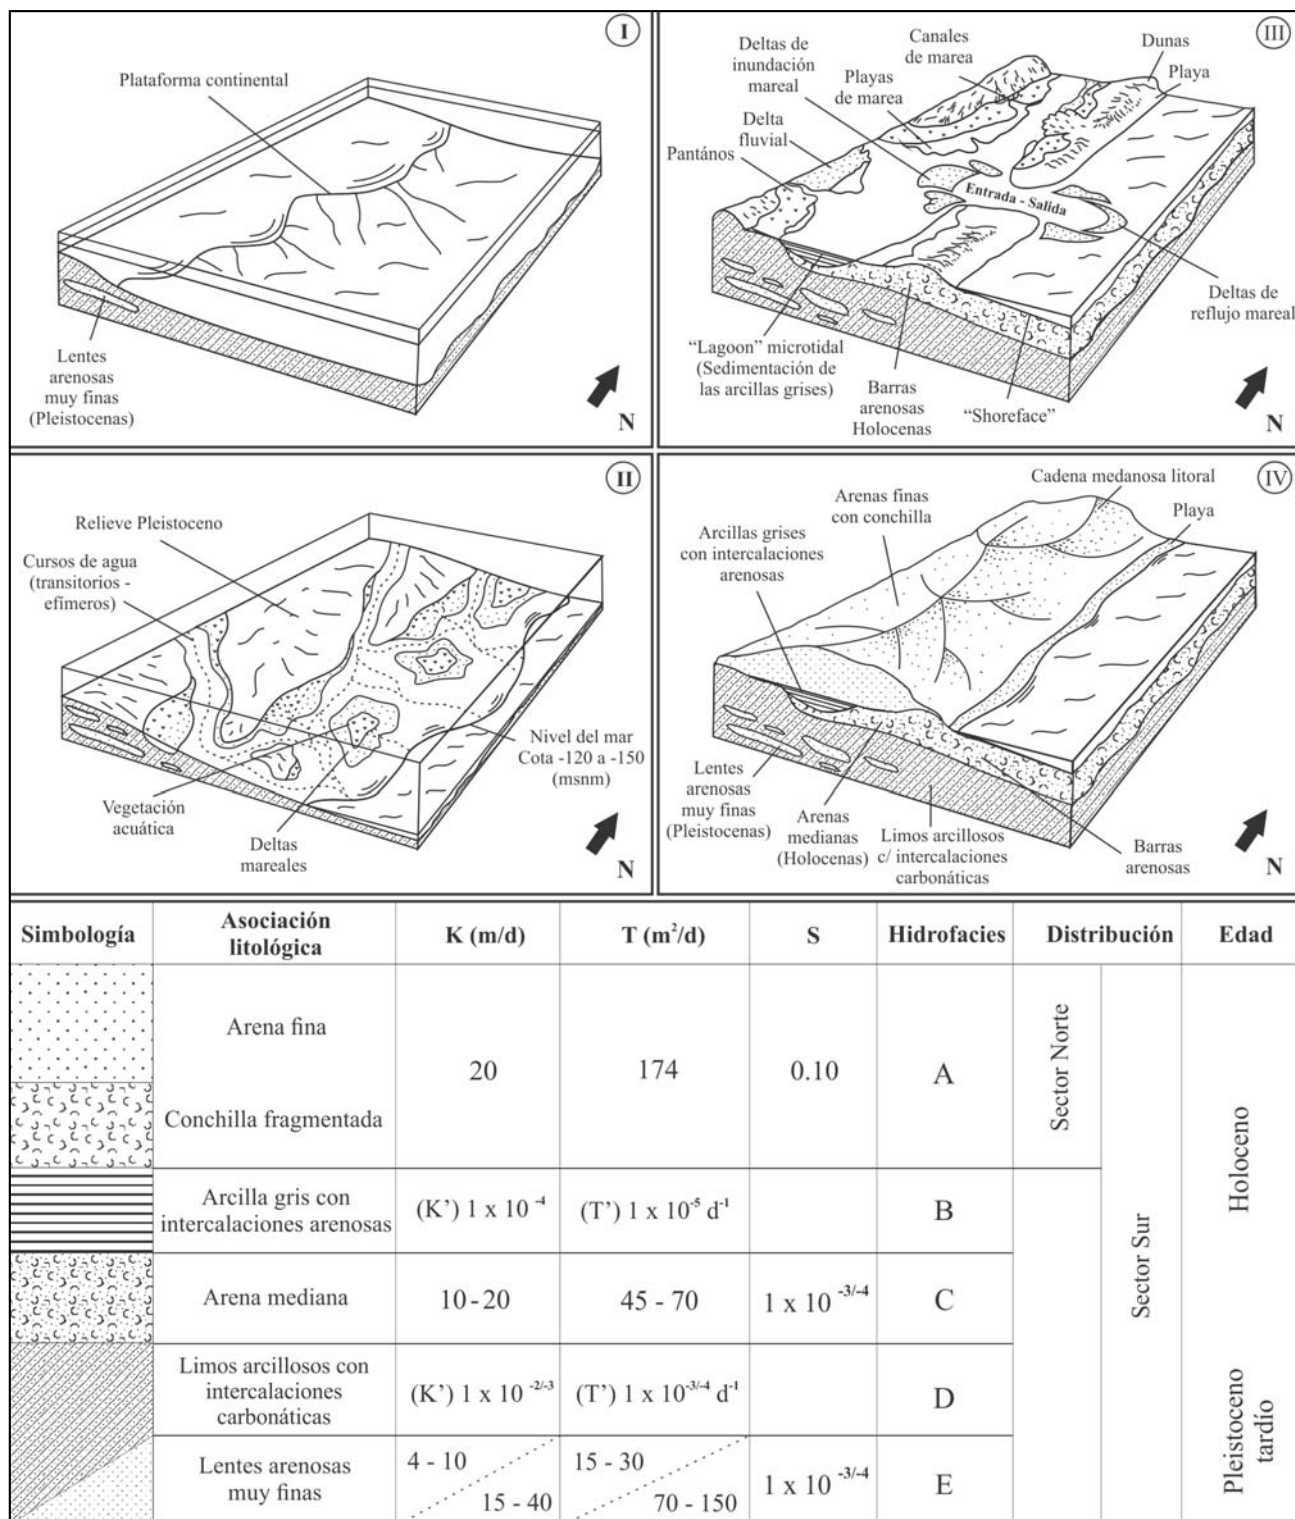 I
Plataforma continental
Lentes
arenosas
muy finas
(Pleistocenas)
N
III
Deltas de
inundación
mareal
Canales
de marea
Playas
de marea
Dunas
Playa
Delta
fluvial
Pantános
Entrada - Salida
Deltas de
reflujo mareal
“Lagoon” microtidal
(Sedimentación de
las arcillas grises)
Barras
arenosas
Holocenas
“Shoreface”
N
II
Relieve Pleistoceno
Cursos de agua
(transitorios -
efímeros)
Nivel del mar
Cota -120 a -150
(msnm)
Vegetación
acuática
Deltas
mareales
N
IV
Cadena medanosa litoral
Arenas finas
con conchilla
Playa
Arcillas grises
con intercalaciones
arenosas
Lentes
arenosas
muy finas
(Pleistocenas)
Arenas
medianas
(Holocenas)
Limos arcillosos
c/ intercalaciones
carbonáticas
Barras
arenosas
N
Simbología Asociación litológica K (m/d) T (m²/d) S Hidrofacies Distribución Edad
Arena fina
Conchilla fragmentada
20 174 0.10 A
Sector Norte
Arcilla gris con
intercalaciones arenosas
(K’) 1 x 10⁻⁴ (T’) 1 x 10⁻⁵ d⁻¹ B
Arena mediana 10 - 20 45 - 70 1 x 10⁻³/⁻⁴ C
Limos arcillosos con
intercalaciones
carbonáticas
(K’) 1 x 10⁻²/⁻³ (T’) 1 x 10⁻³/⁻⁴ d⁻¹ D
Lentes arenosas
muy finas
4 - 10 15 - 30
15 - 40 70 - 150
1 x 10⁻³/⁻⁴ E
Sector Sur
Holoceno
Pleistoceno
tardío